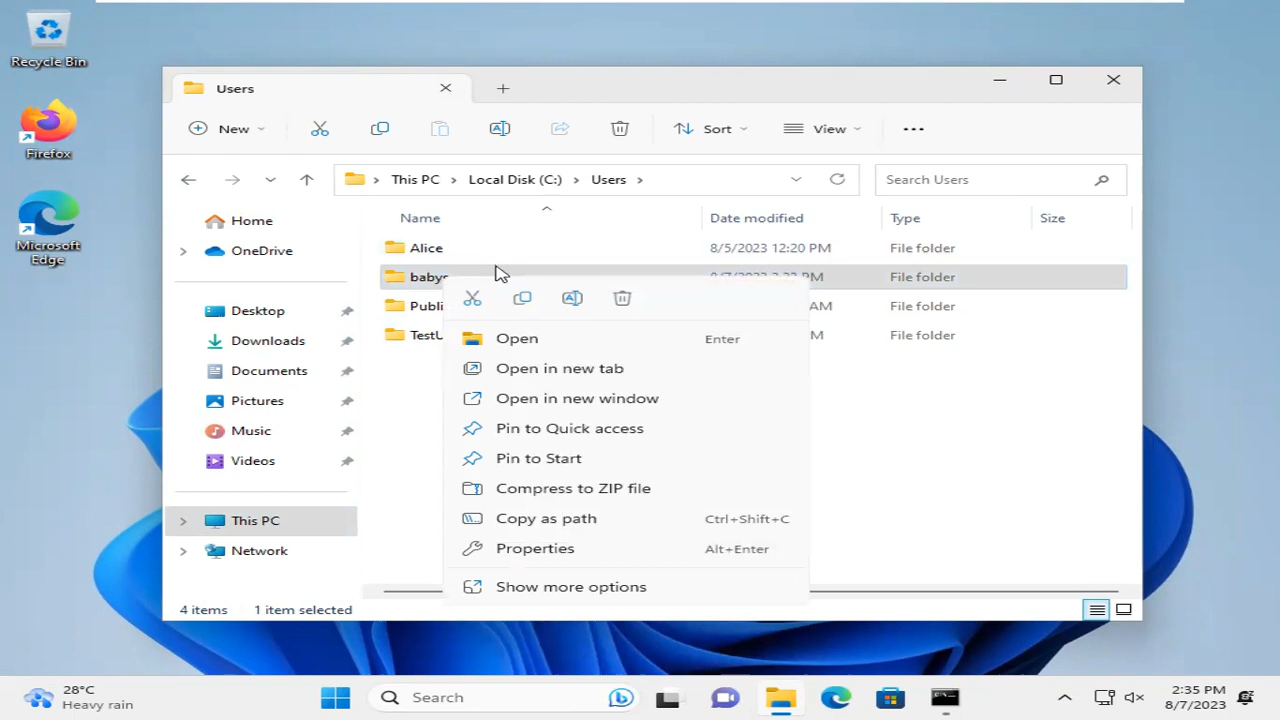 Recycle Bin
Firefox
Microsoft Edge
Users
New
Sort
View
This PC
Local Disk (C:)
Users
Search Users
Name
Date modified
Type
Size
Home
OneDrive
Desktop
Downloads
Documents
Pictures
Music
Videos
This PC
Network
Alice
8/5/2023 12:20 PM
File folder
File folder
AM
File folder
M
File folder
Open
Enter
Open in new tab
Open in new window
Pin to Quick access
Pin to Start
Compress to ZIP file
Copy as path
Ctrl+Shift+C
Properties
Alt+Enter
Show more options
4 items
1 item selected
28°C
Heavy rain
Search
2:35 PM
8/7/2023